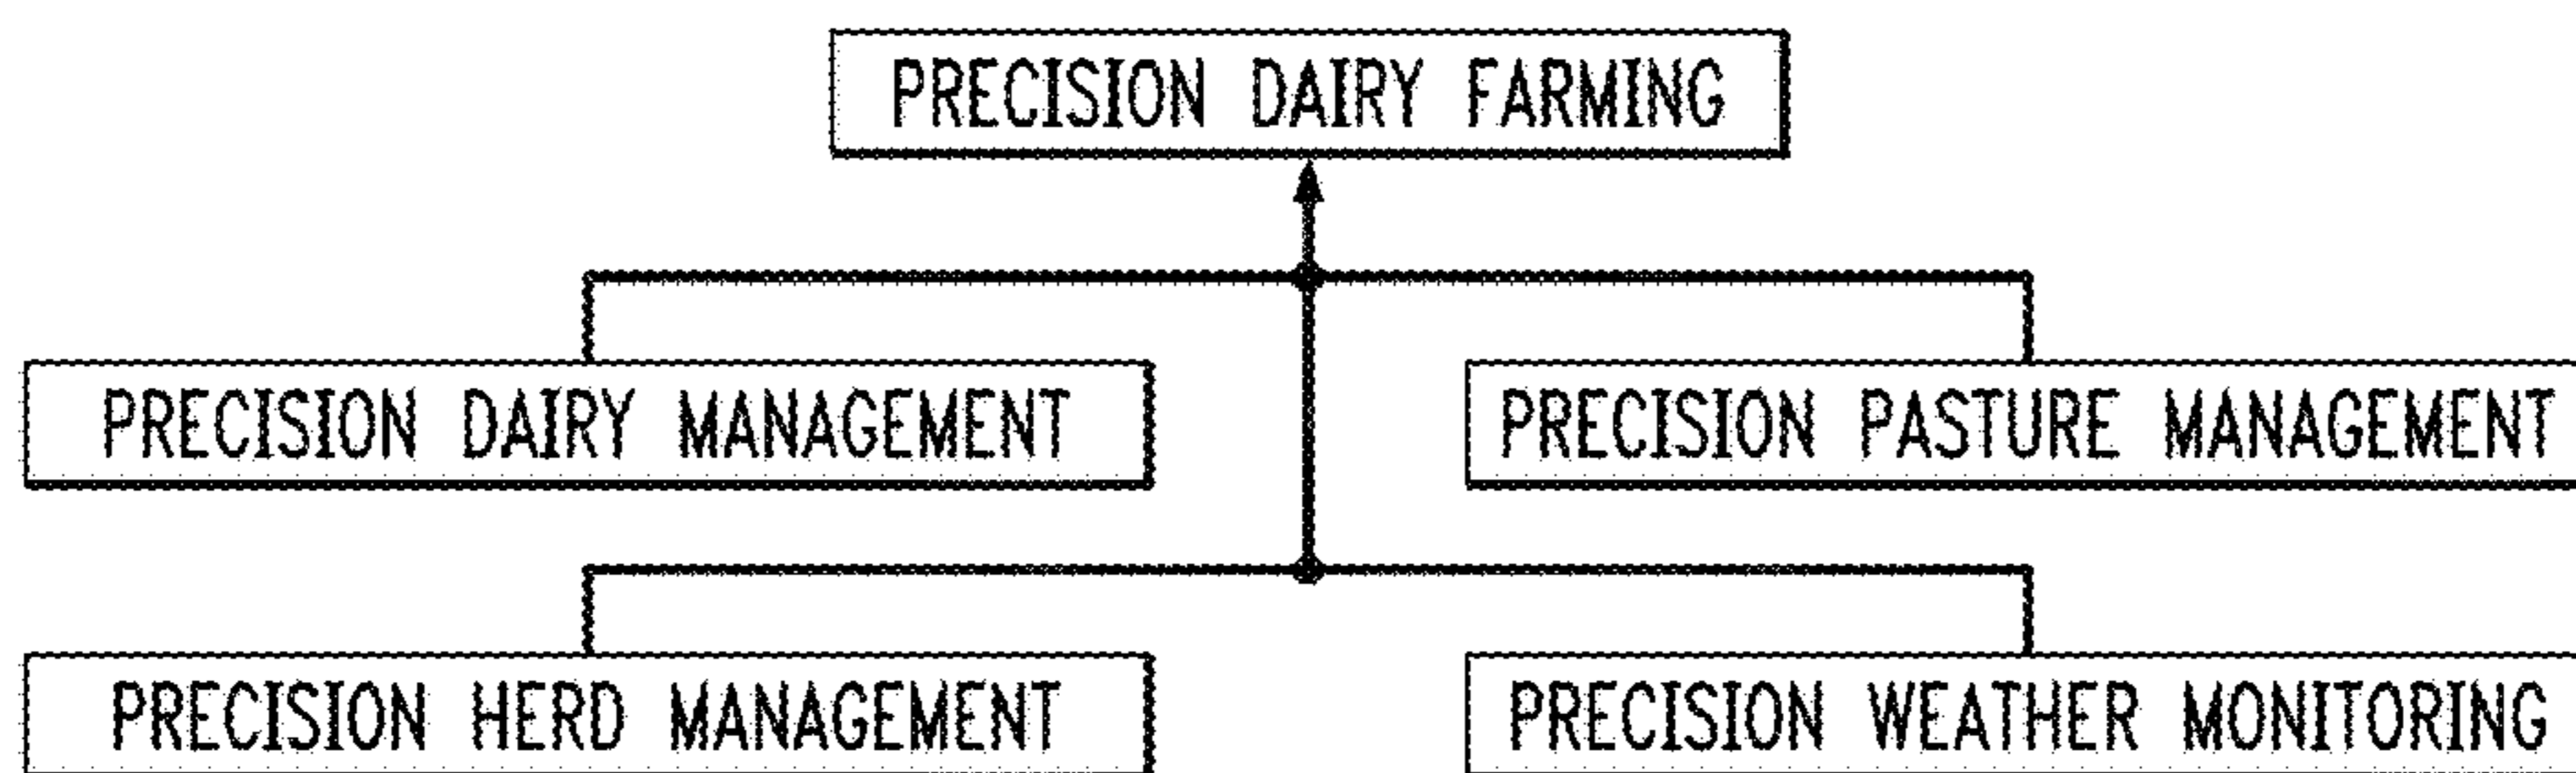 PRECISION DAIRY FARMING
PRECISION DAIRY MANAGEMENT
PRECISION PASTURE MANAGEMENT
PRECISION HERD MANAGEMENT
PRECISION WEATHER MONITORING